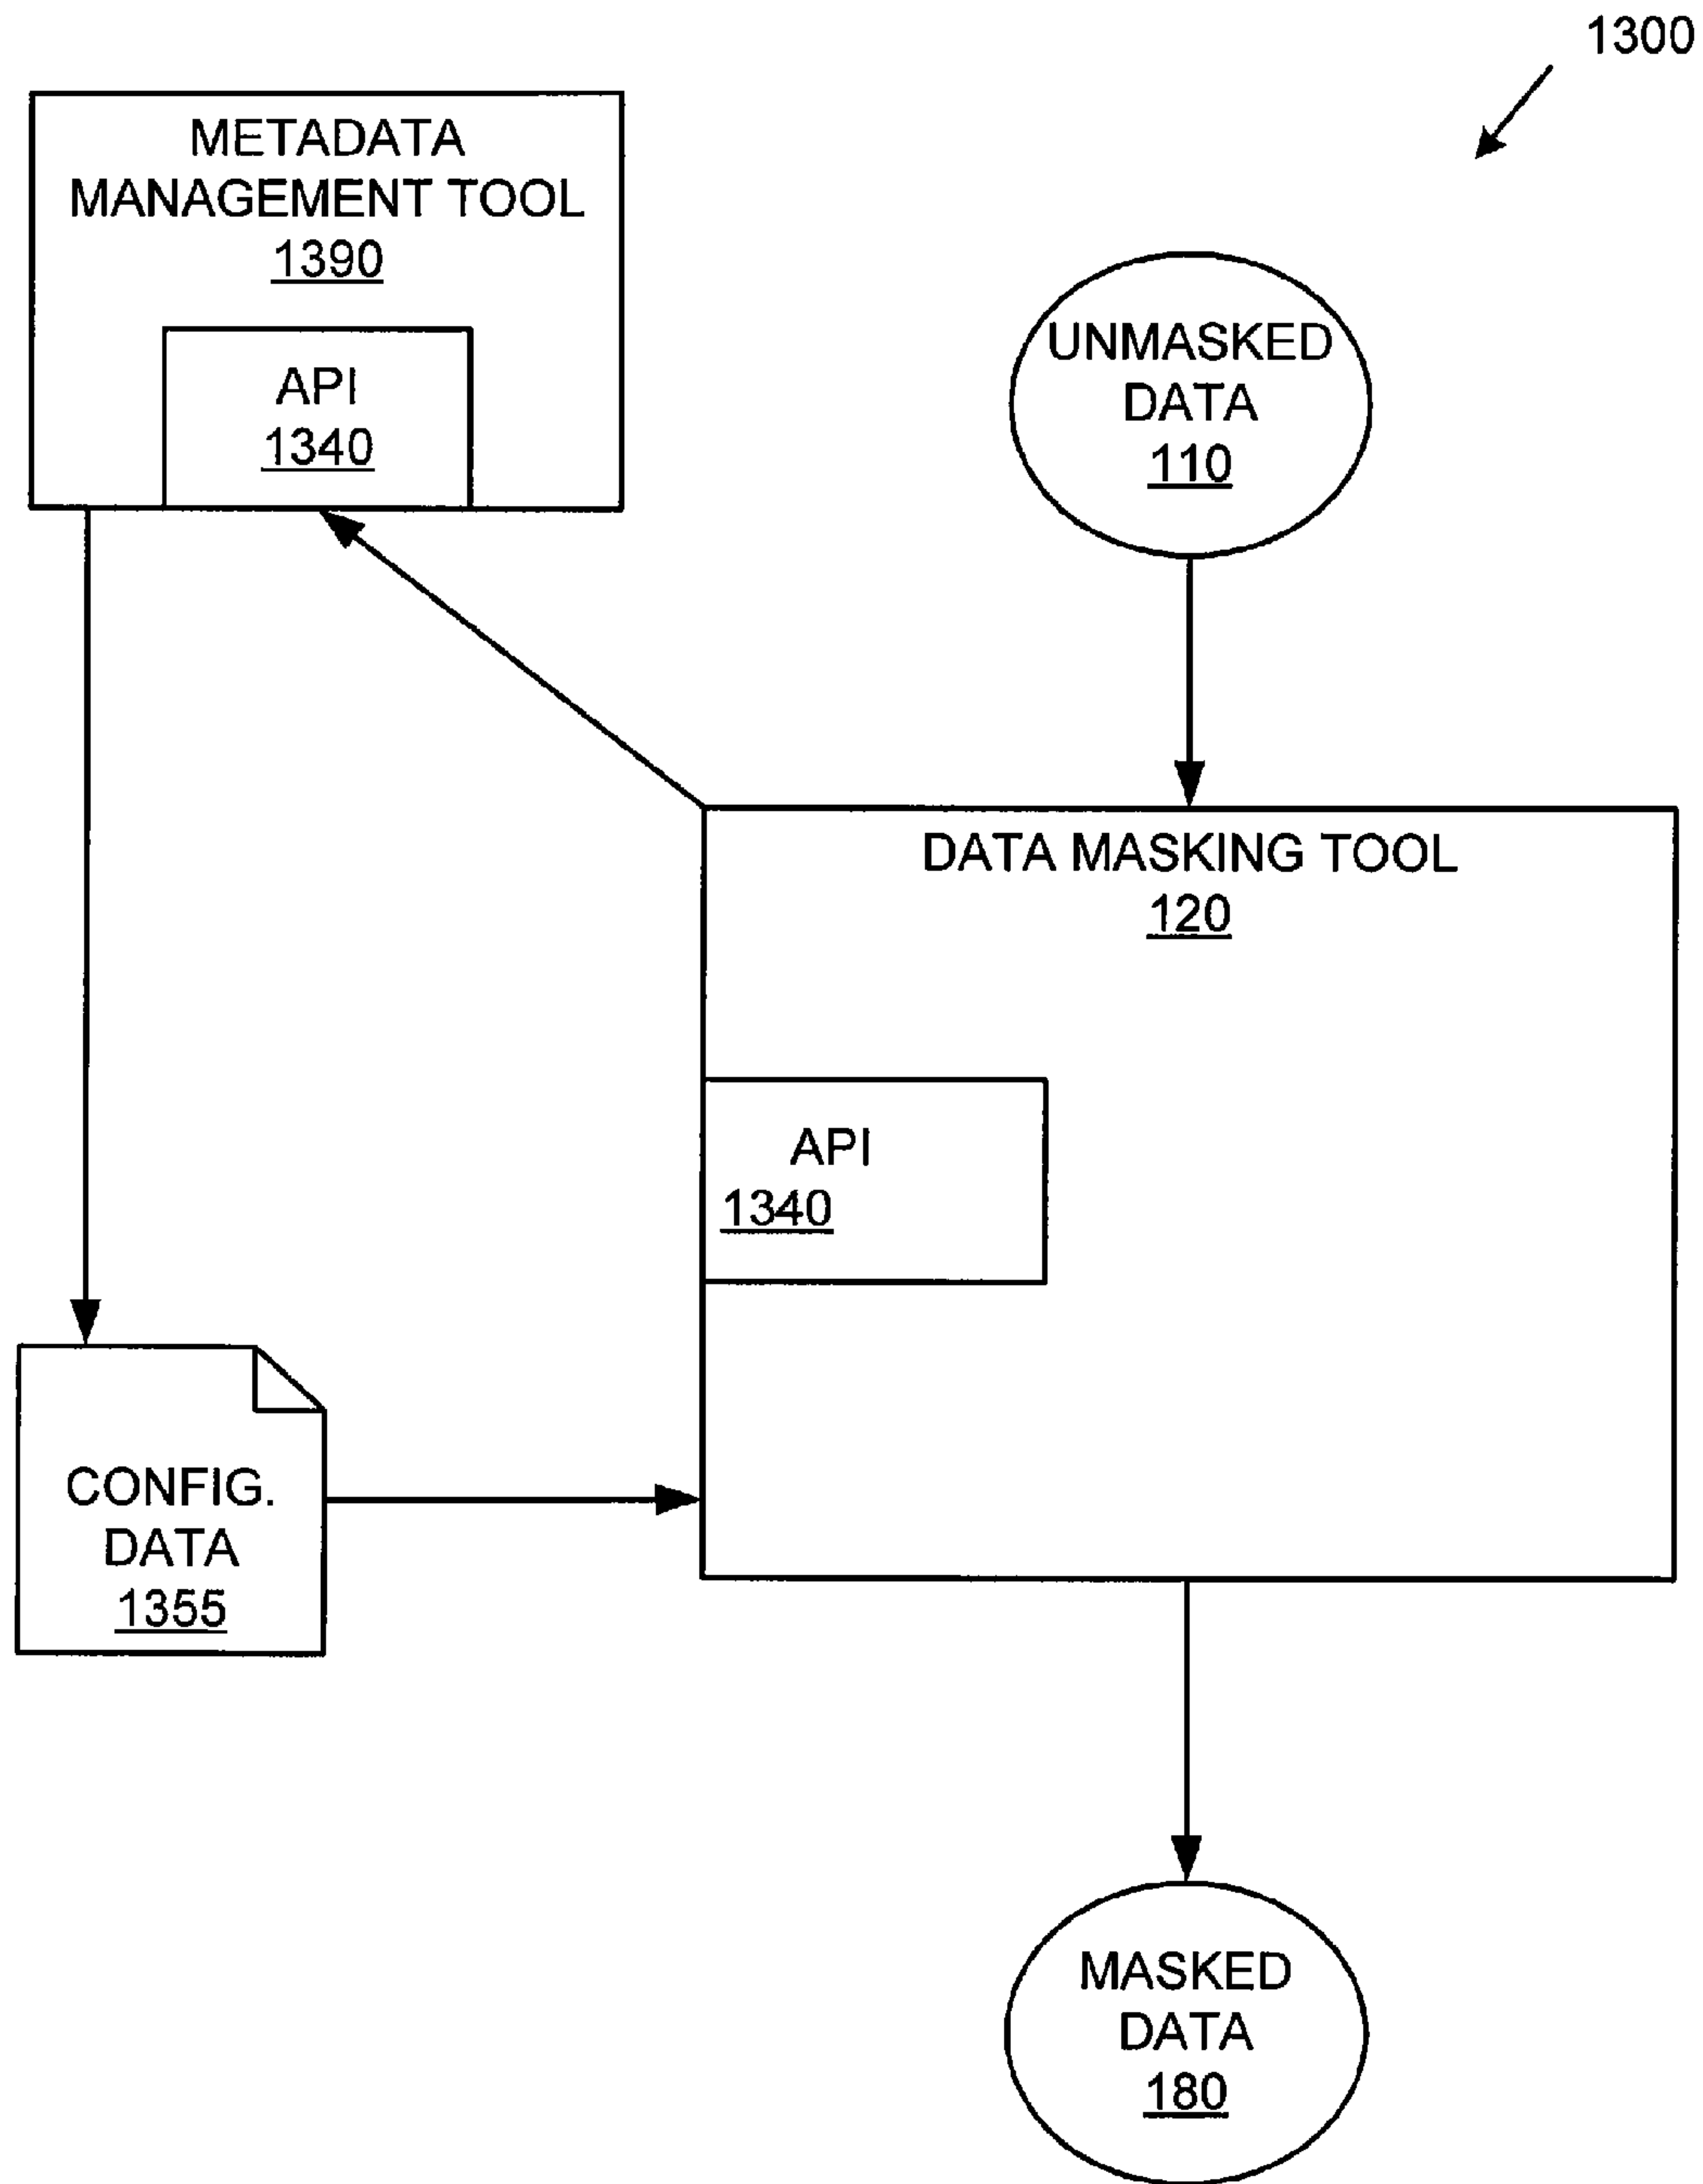 1300
METADATA
MANAGEMENT TOOL
1390
API
1340
UNMASKED
DATA
110
DATA MASKING TOOL
120
API
1340
CONFIG.
DATA
1355
MASKED
DATA
180